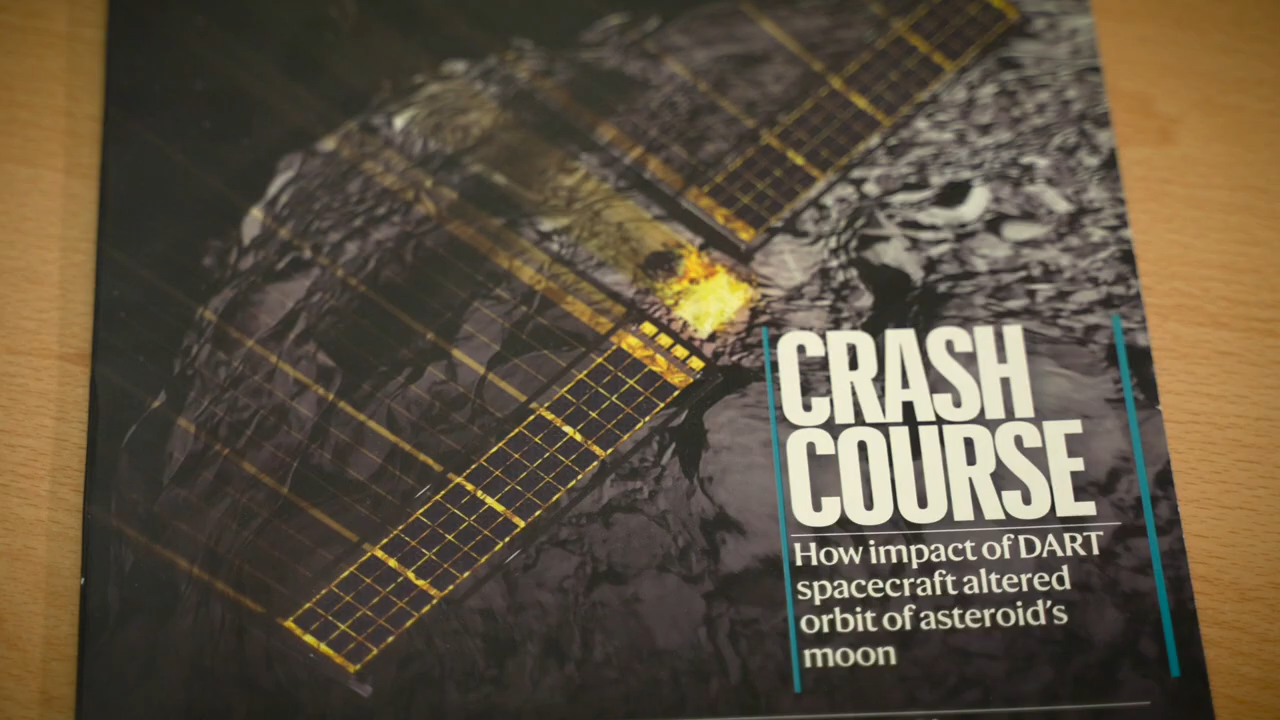 CRASH
COURSE
How impact of DART
spacecraft altered
orbit of asteroid's
moon